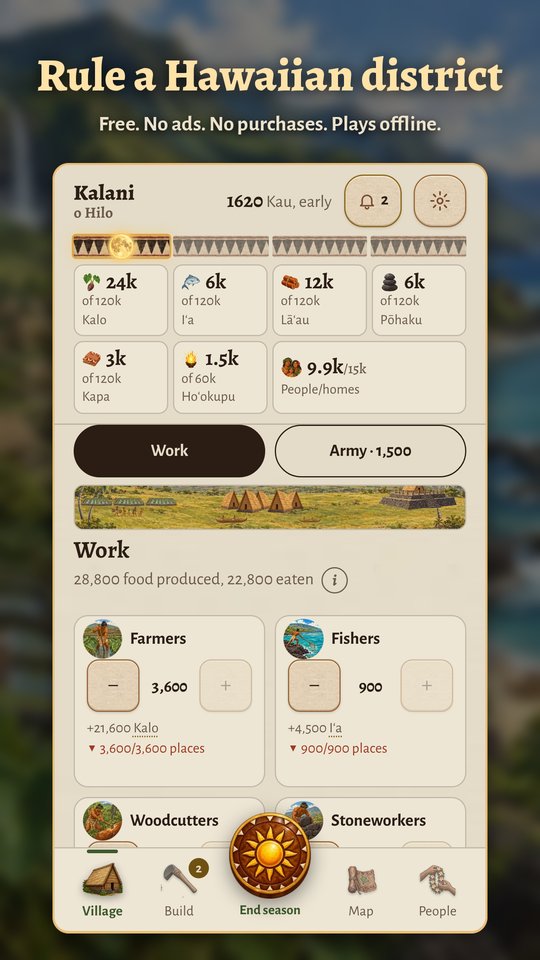 Rule a Hawaiian district
Free. No ads. No purchases. Plays offline.
Kalani
o Hilo
1620 Kau, early
2
24k
of 120k
Kalo
6k
of 120k
Iʻa
12k
of 120k
Lāʻau
6k
of 120k
Pōhaku
3k
of 120k
Kapa
1.5k
of 60k
Hoʻokupu
9.9k/15k
People/homes
Work
Army · 1,500
Work
28,800 food produced, 22,800 eaten i
Farmers
− 3,600 +
+21,600 Kalo
▼ 3,600/3,600 places
Fishers
− 900 +
+4,500 Iʻa
▼ 900/900 places
Woodcutters
Stoneworkers
Village
2
Build
End season
Map
People